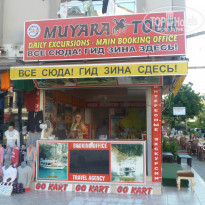 MUYARA TOUR
DAILY EXCURSIONS - MAIN BOOKING OFFICE
ВСЕ СЮДА! ГИД ЗИНА ЗДЕСЬ!
ВСЕ СЮДА! ГИД ЗИНА ЗДЕСЬ!
TRAVEL AGENCY
GO KART GO KART GO KART